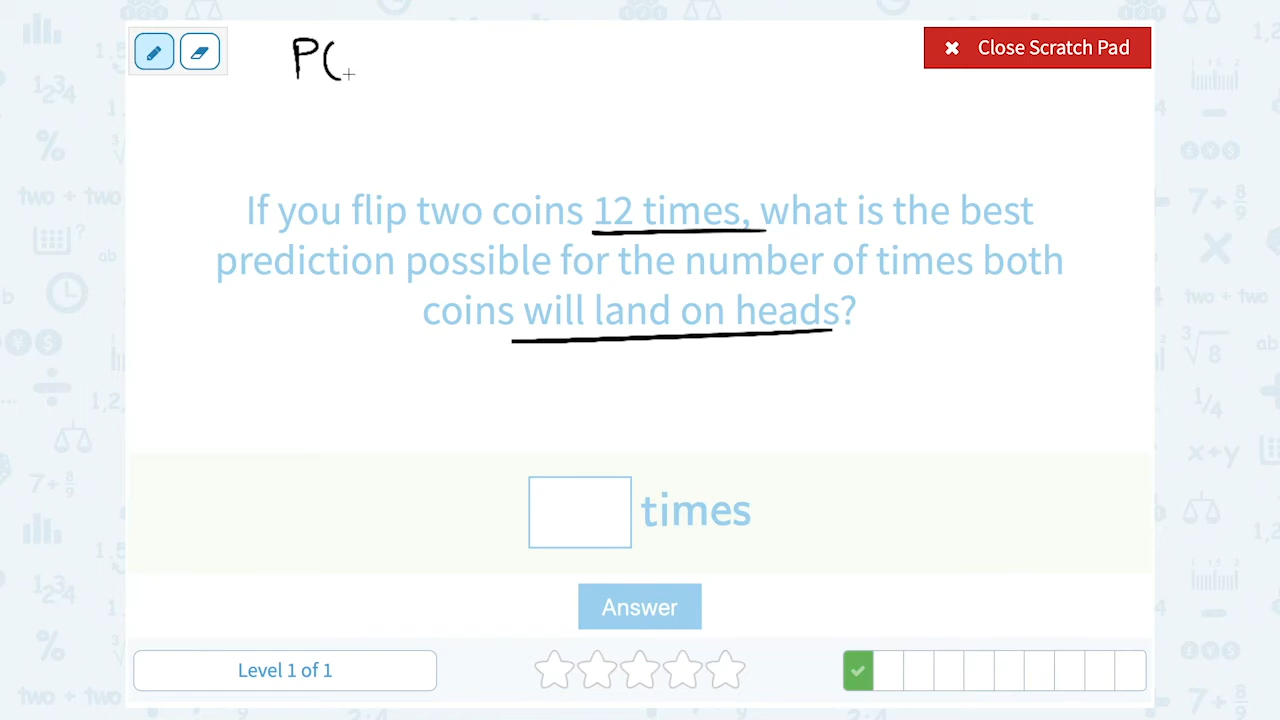 P(
Close Scratch Pad
If you flip two coins 12 times, what is the best
prediction possible for the number of times both
coins will land on heads?
times
Answer
Level 1 of 1